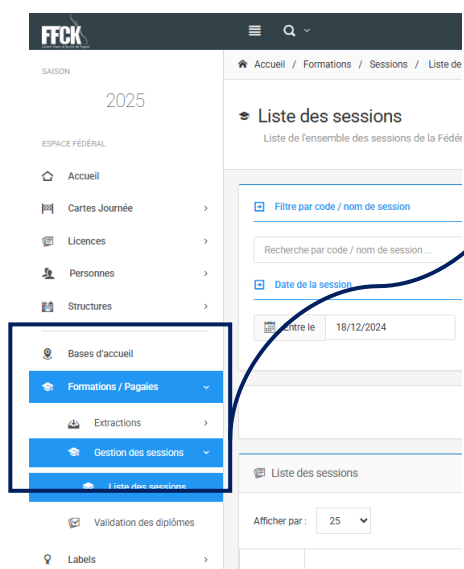 FFCK
SAISON
2025
ESPACE FÉDÉRAL
Accueil
Cartes Journée
Licences
Personnes
Structures
Bases d'accueil
Formations / Pagaies
Extractions
Gestion des sessions
Liste des sessions
Validation des diplômes
Labels
Accueil / Formations / Sessions / Liste de
Liste des sessions
Liste de l'ensemble des sessions de la Fédér
Filtre par code / nom de session
Recherche par code / nom de session ...
Date de la session
Entre le 18/12/2024
Liste des sessions
Afficher par : 25